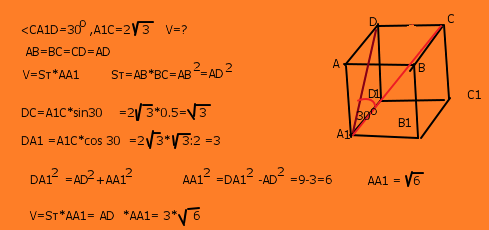 <CA1D=30⁰ ,A1C=2√3 V=?
AB=BC=CD=AD
V=Sт*AA1 Sт=AB*BC=AB²=AD²
DC=A1C*sin30 =2√3*0.5=√3
DA1 =A1C*cos 30 =2√3*√3:2 =3
DA1² =AD²+AA1² AA1² =DA1² -AD² =9-3=6 AA1 = √6
V=Sт*AA1= AD *AA1= 3*√6
D C
A B
D1 C1
30⁰
A1 B1